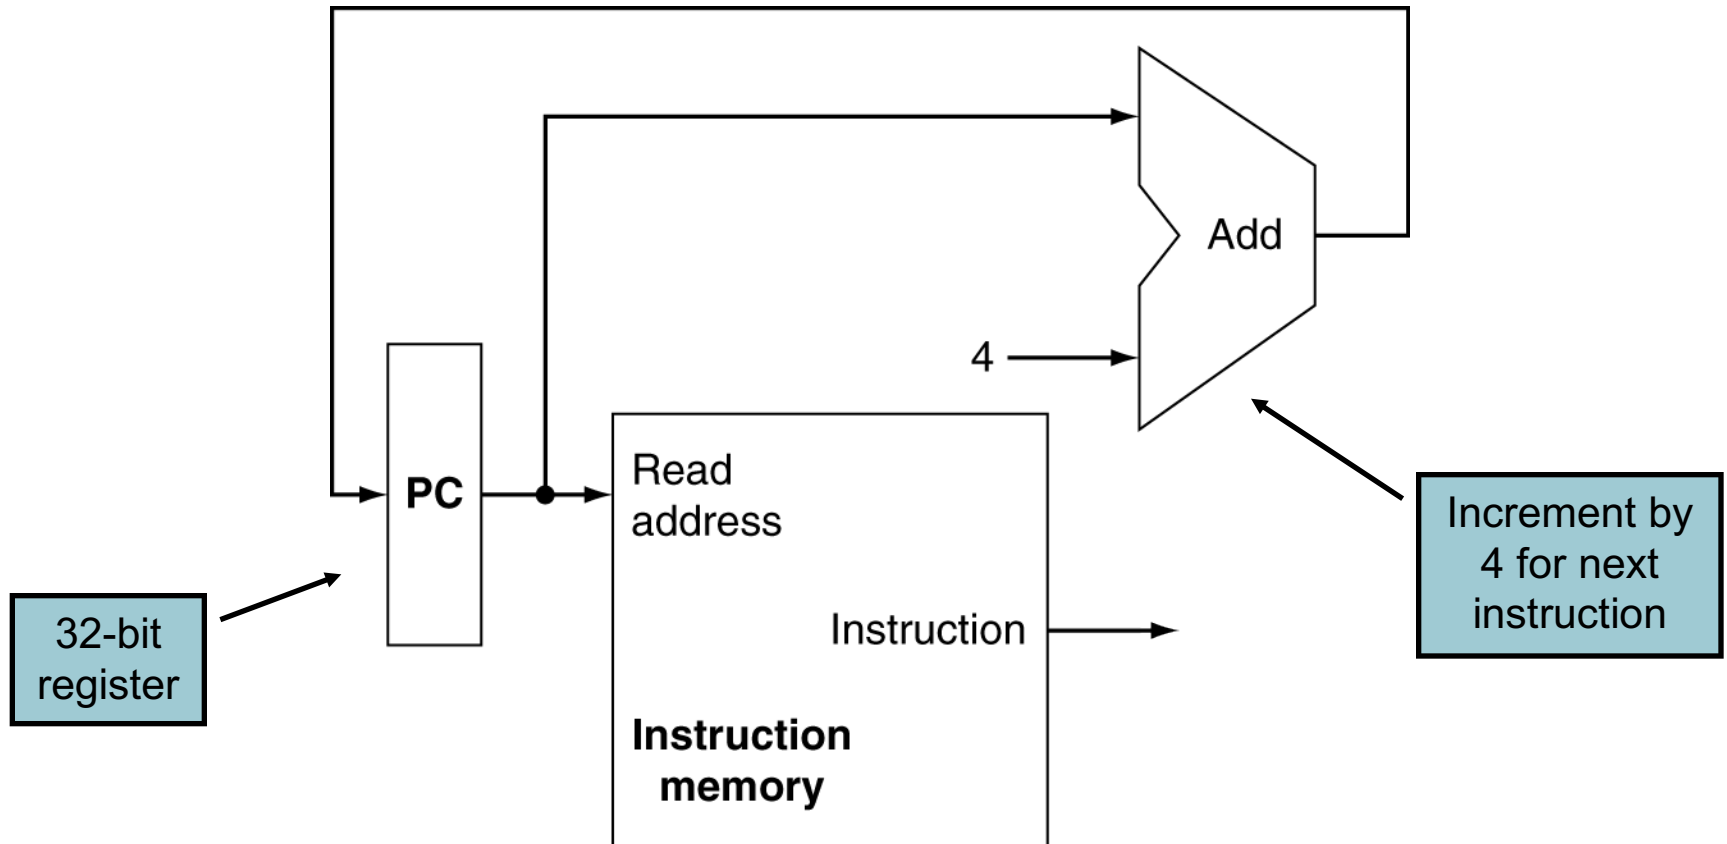 Add
4
PC
Read
address
Increment by
4 for next
instruction
32-bit
register
Instruction
Instruction
memory